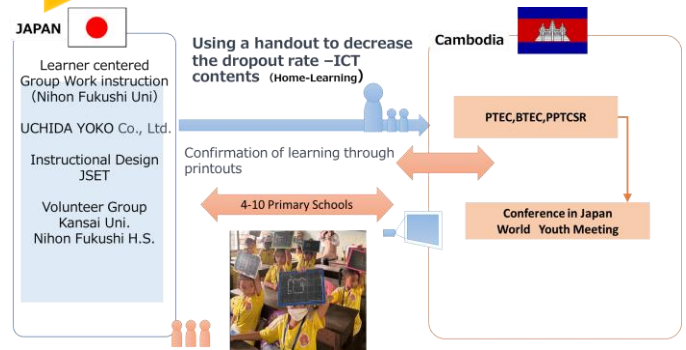 JAPAN
Learner centered
Group Work instruction
(Nihon Fukushi Uni)
UCHIDA YOKO Co., Ltd.
Instructional Design
JSET
Volunteer Group
Kansai Uni.
Nihon Fukushi H.S.
Using a handout to decrease
the dropout rate –ICT
contents (Home-Learning)
Confirmation of learning through
printouts
4-10 Primary Schools
Cambodia
PTEC,BTEC,PPTCSR
Conference in Japan
World Youth Meeting